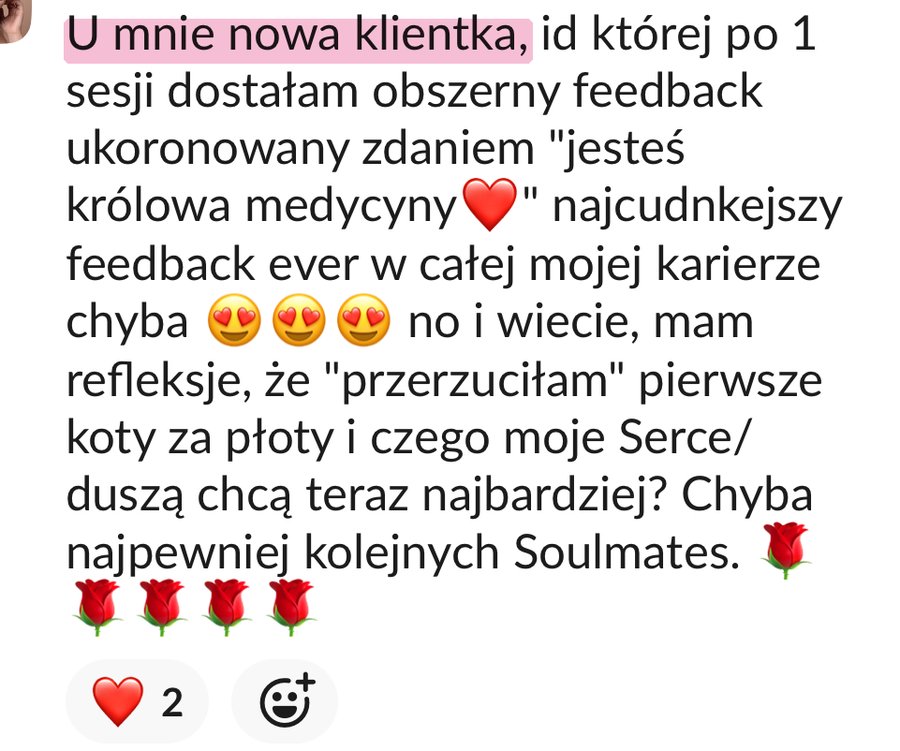 U mnie nowa klientka, id której po 1
sesji dostałam obszerny feedback
ukoronowany zdaniem "jesteś
królowa medycyny❤️" najcudnkejszy
feedback ever w całej mojej karierze
chyba 😍😍😍 no i wiecie, mam
refleksje, że "przerzuciłam" pierwsze
koty za płoty i czego moje Serce/
duszą chcą teraz najbardziej? Chyba
najpewniej kolejnych Soulmates. 🌹
🌹🌹🌹🌹
❤️ 2